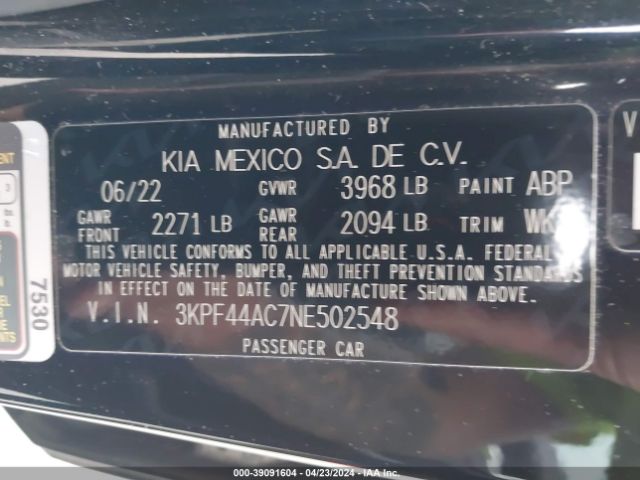 MANUFACTURED BY
KIA MEXICO S.A. DE C.V.
06/22 GVWR 3968 LB PAINT ABP
GAWR FRONT 2271 LB GAWR REAR 2094 LB TRIM WK
THIS VEHICLE CONFORMS TO ALL APPLICABLE U.S.A. FEDERAL
MOTOR VEHICLE SAFETY, BUMPER, AND THEFT PREVENTION STANDARDS
IN EFFECT ON THE DATE OF MANUFACTURE SHOWN ABOVE.
V.I.N. 3KPF44AC7NE502548
PASSENGER CAR
7530
000-39091604 - 04/23/2024 - IAA Inc.